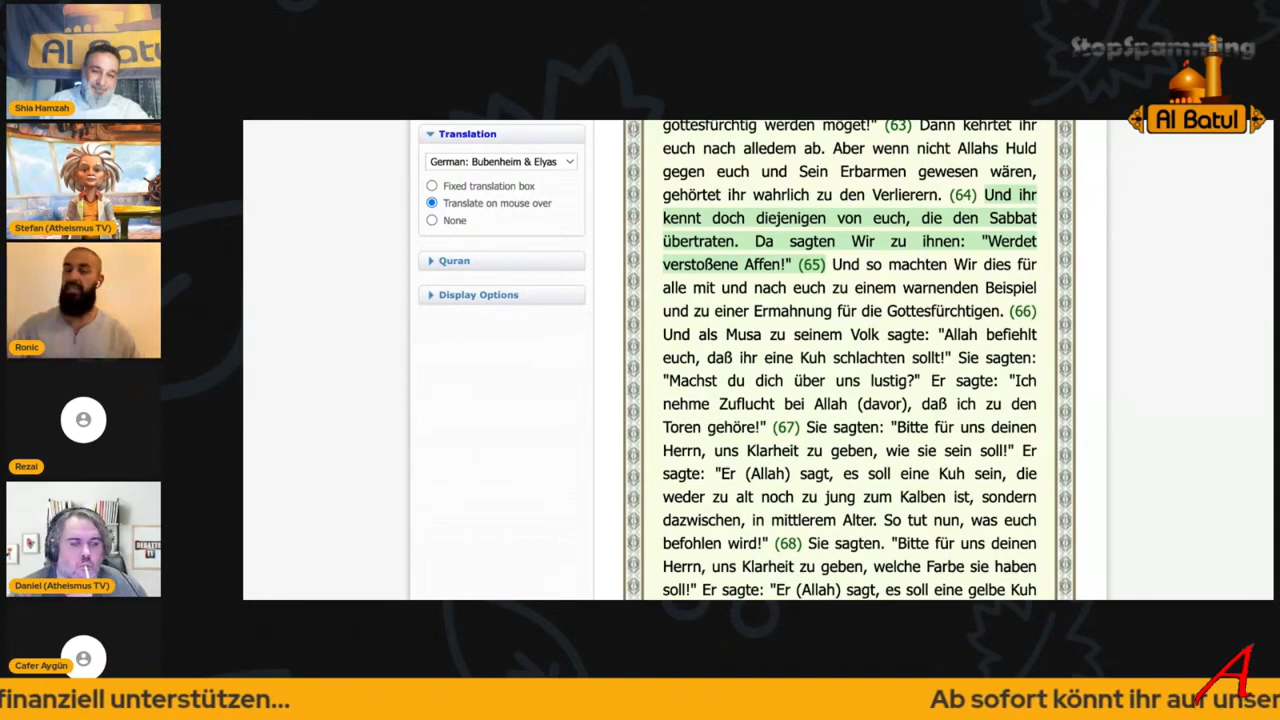 StopSpamming
Al Batul
Al Batu
Shia Hamzah
Stefan (Atheismus TV)
Ronic
Rezai
DEBATTE
Daniel (Atheismus TV)
Cafer Aygün
Translation
German: Bubenheim & Elyas
Fixed translation box
Translate on mouse over
None
Quran
Display Options
gottesfürchtig werden möget!" (63) Dann kehrtet ihr
euch nach alledem ab. Aber wenn nicht Allahs Huld
gegen euch und Sein Erbarmen gewesen wären,
gehörtet ihr wahrlich zu den Verlierern. (64) Und ihr
kennt doch diejenigen von euch, die den Sabbat
übertraten. Da sagten Wir zu ihnen: "Werdet
verstoßene Affen!" (65) Und so machten Wir dies für
alle mit und nach euch zu einem warnenden Beispiel
und zu einer Ermahnung für die Gottesfürchtigen. (66)
Und als Musa zu seinem Volk sagte: "Allah befiehlt
euch, daß ihr eine Kuh schlachten sollt!" Sie sagten:
"Machst du dich über uns lustig?" Er sagte: "Ich
nehme Zuflucht bei Allah (davor), daß ich zu den
Toren gehöre!" (67) Sie sagten: "Bitte für uns deinen
Herrn, uns Klarheit zu geben, wie sie sein soll!" Er
sagte: "Er (Allah) sagt, es soll eine Kuh sein, die
weder zu alt noch zu jung zum Kalben ist, sondern
dazwischen, in mittlerem Alter. So tut nun, was euch
befohlen wird!" (68) Sie sagten. "Bitte für uns deinen
Herrn, uns Klarheit zu geben, welche Farbe sie haben
soll!" Er sagte: "Er (Allah) sagt, es soll eine gelbe Kuh
finanziell unterstützen...
Ab sofort könnt ihr auf unser
A